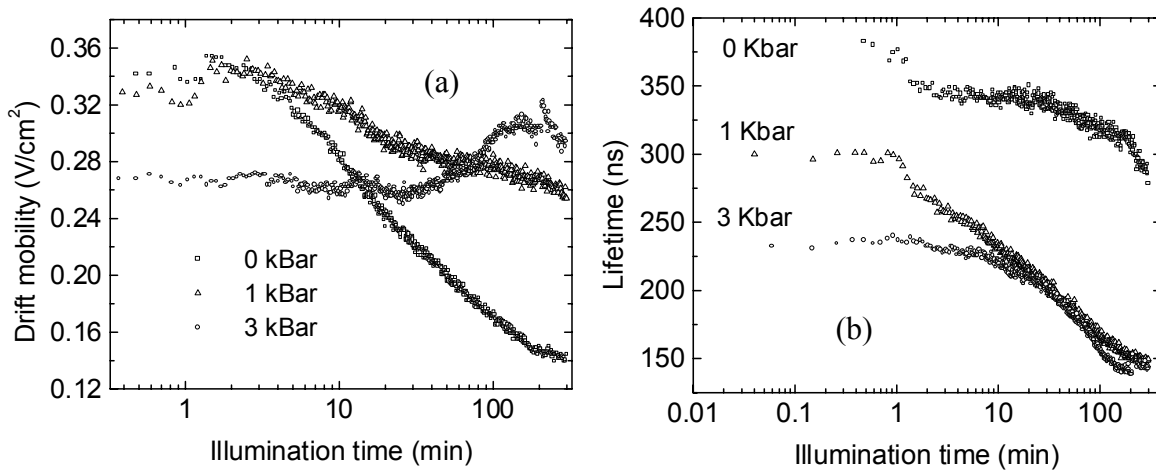 0.36
0.32
0.28
0.24
0.20
0.16
0.12
Drift mobility (V/cm²)
(a)
0 kBar
1 kBar
3 kBar
1
10
100
Illumination time (min)
400
350
300
250
200
150
Lifetime (ns)
0 Kbar
1 Kbar
3 Kbar
(b)
0.01
0.1
1
10
100
Illumination time (min)